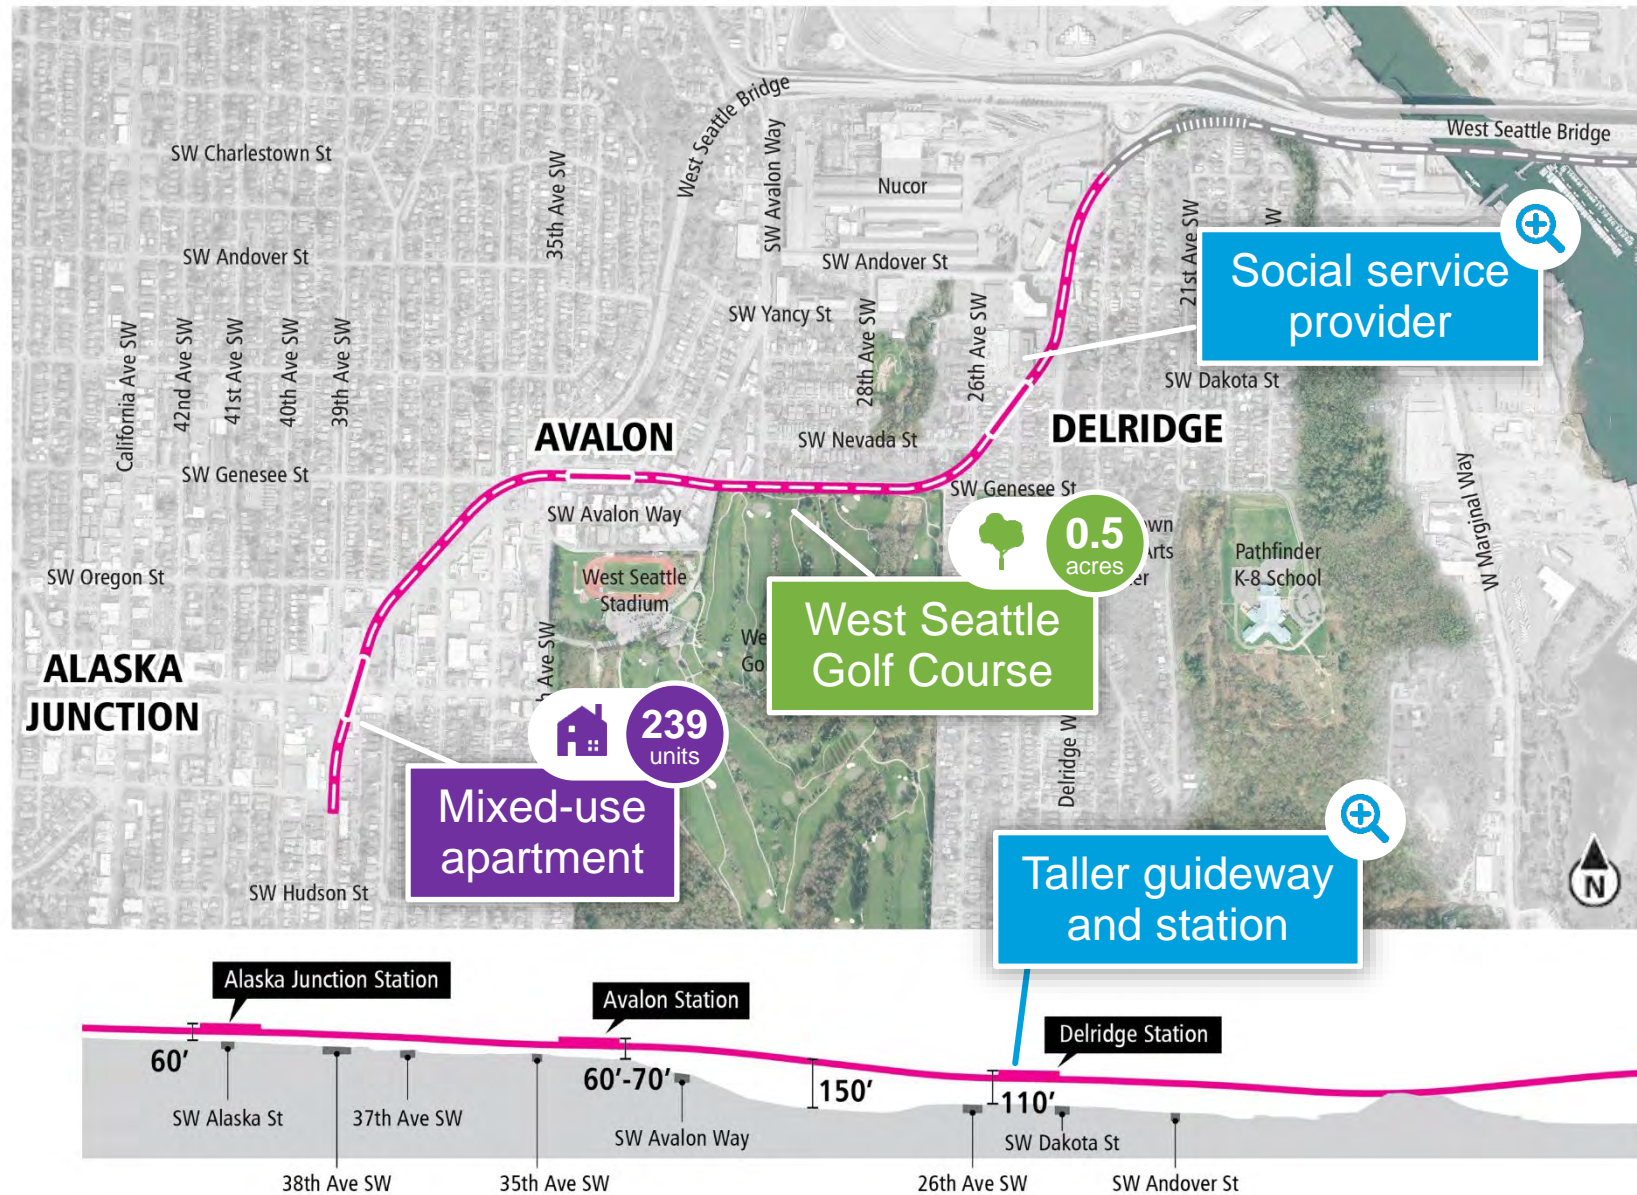 West Seattle Bridge
SW Avalon Way
West Seattle Bridge
SW Charlestown St
35th Ave SW
Nucor
SW Andover St
SW Andover St
21st Ave SW
SW
Social service
provider
SW Yancy St
28th Ave SW
26th Ave SW
California Ave SW
42nd Ave SW
41st Ave SW
40th Ave SW
39th Ave SW
SW Dakota St
AVALON
SW Nevada St
DELRIDGE
SW Genesee St
SW Genesee St
SW Avalon Way
W Marginal Way
0.5
acres
Pathfinder
K-8 School
SW Oregon St
West Seattle
Stadium
West Seattle
Golf Course
Ave SW
ALASKA
JUNCTION
239
units
Mixed-use
apartment
Delridge W
SW Hudson St
Taller guideway
and station
N
Alaska Junction Station
Avalon Station
Delridge Station
60'
60'-70'
150'
110'
SW Alaska St
37th Ave SW
SW Avalon Way
SW Dakota St
38th Ave SW
35th Ave SW
26th Ave SW
SW Andover St